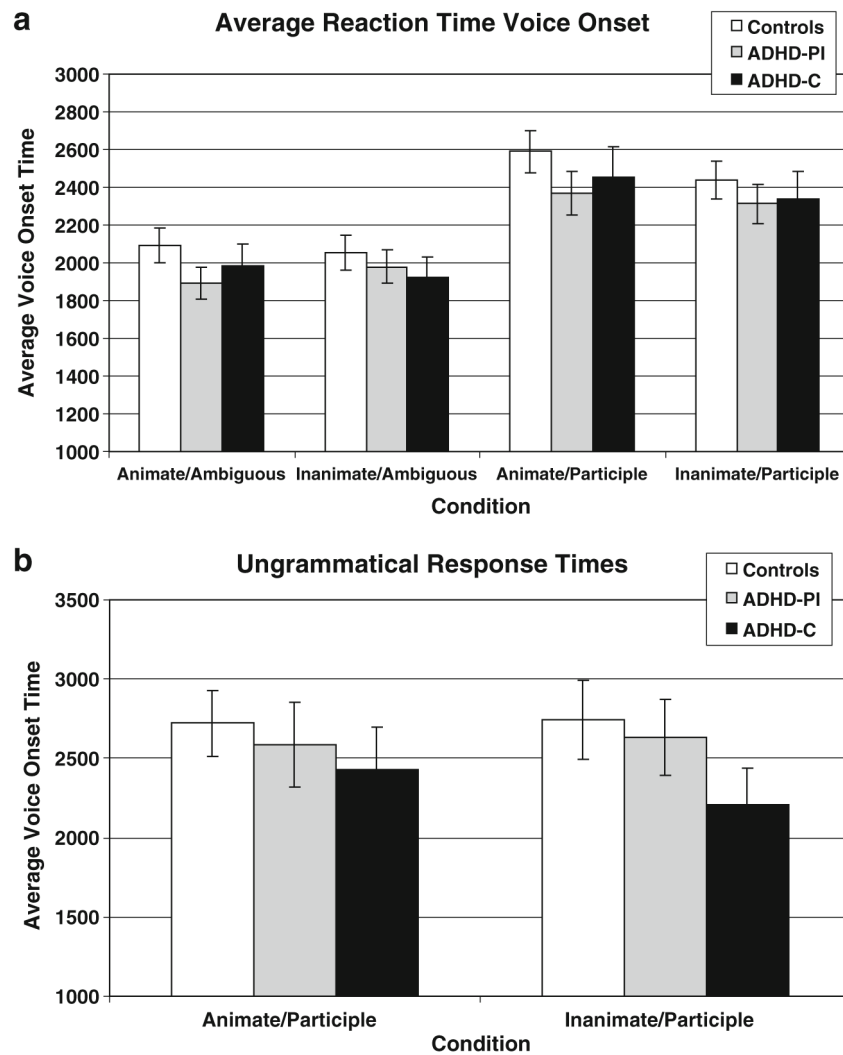 a
Average Reaction Time Voice Onset
Controls
ADHD-PI
ADHD-C
Average Voice Onset Time
3000
2800
2600
2400
2200
2000
1800
1600
1400
1200
1000
Animate/Ambiguous Inanimate/Ambiguous Animate/Participle Inanimate/Participle
Condition
b
Ungrammatical Response Times
Controls
ADHD-PI
ADHD-C
Average Voice Onset Time
3500
3000
2500
2000
1500
1000
Animate/Participle Inanimate/Participle
Condition